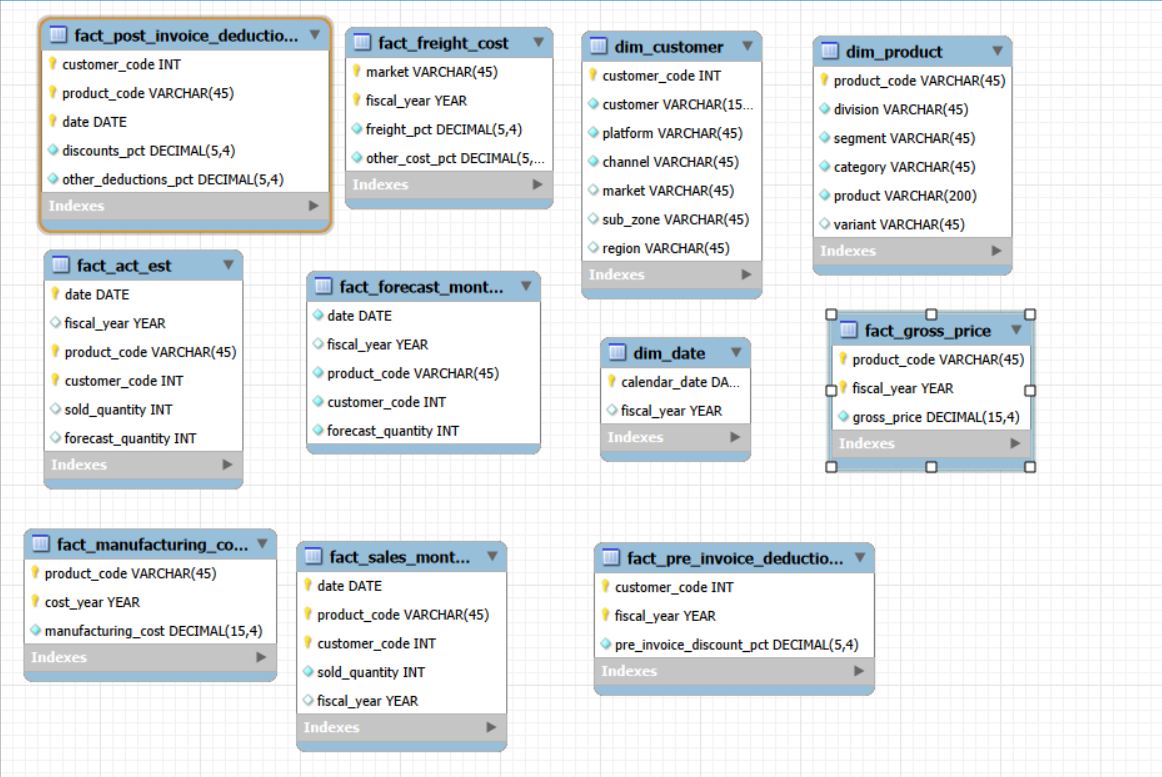 fact_post_invoice_deductio...
customer_code INT
product_code VARCHAR(45)
date DATE
discounts_pct DECIMAL(5,4)
other_deductions_pct DECIMAL(5,4)
Indexes
fact_freight_cost
market VARCHAR(45)
fiscal_year YEAR
freight_pct DECIMAL(5,4)
other_cost_pct DECIMAL(5,...
Indexes
dim_customer
customer_code INT
customer VARCHAR(15...
platform VARCHAR(45)
channel VARCHAR(45)
market VARCHAR(45)
sub_zone VARCHAR(45)
region VARCHAR(45)
Indexes
dim_product
product_code VARCHAR(45)
division VARCHAR(45)
segment VARCHAR(45)
category VARCHAR(45)
product VARCHAR(200)
variant VARCHAR(45)
Indexes
fact_act_est
date DATE
fiscal_year YEAR
product_code VARCHAR(45)
customer_code INT
sold_quantity INT
forecast_quantity INT
Indexes
fact_forecast_mont...
date DATE
fiscal_year YEAR
product_code VARCHAR(45)
customer_code INT
forecast_quantity INT
dim_date
calendar_date DA...
fiscal_year YEAR
Indexes
fact_gross_price
product_code VARCHAR(45)
fiscal_year YEAR
gross_price DECIMAL(15,4)
Indexes
fact_manufacturing_co...
product_code VARCHAR(45)
cost_year YEAR
manufacturing_cost DECIMAL(15,4)
Indexes
fact_sales_mont...
date DATE
product_code VARCHAR(45)
customer_code INT
sold_quantity INT
fiscal_year YEAR
Indexes
fact_pre_invoice_deductio...
customer_code INT
fiscal_year YEAR
pre_invoice_discount_pct DECIMAL(5,4)
Indexes